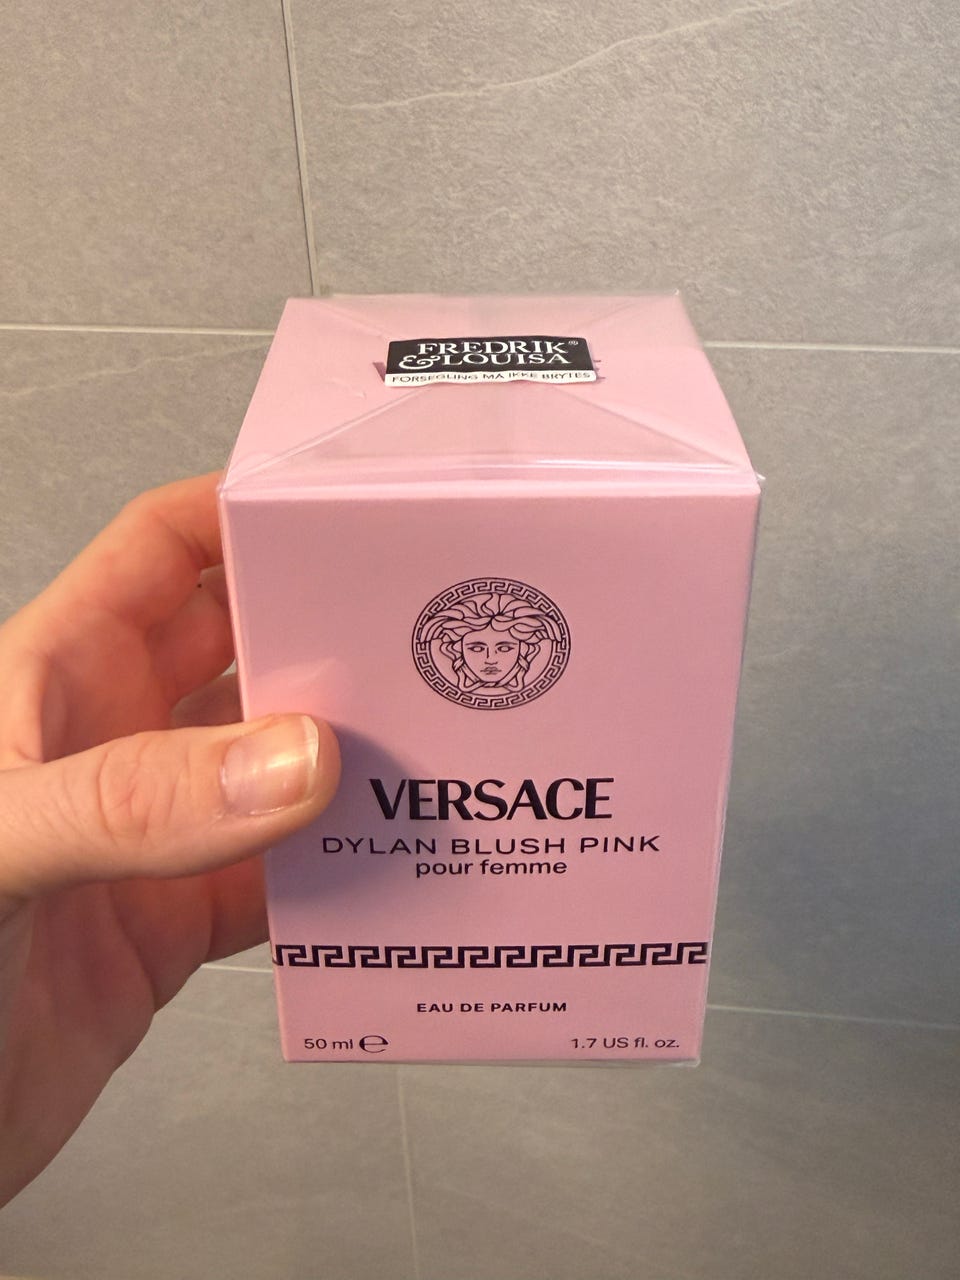 FREDRIK®
&LOUISA
FORSEGLING MÅ IKKE BRYTES
VERSACE
DYLAN BLUSH PINK
pour femme
EAU DE PARFUM
50 ml ℮
1.7 US fl. oz.